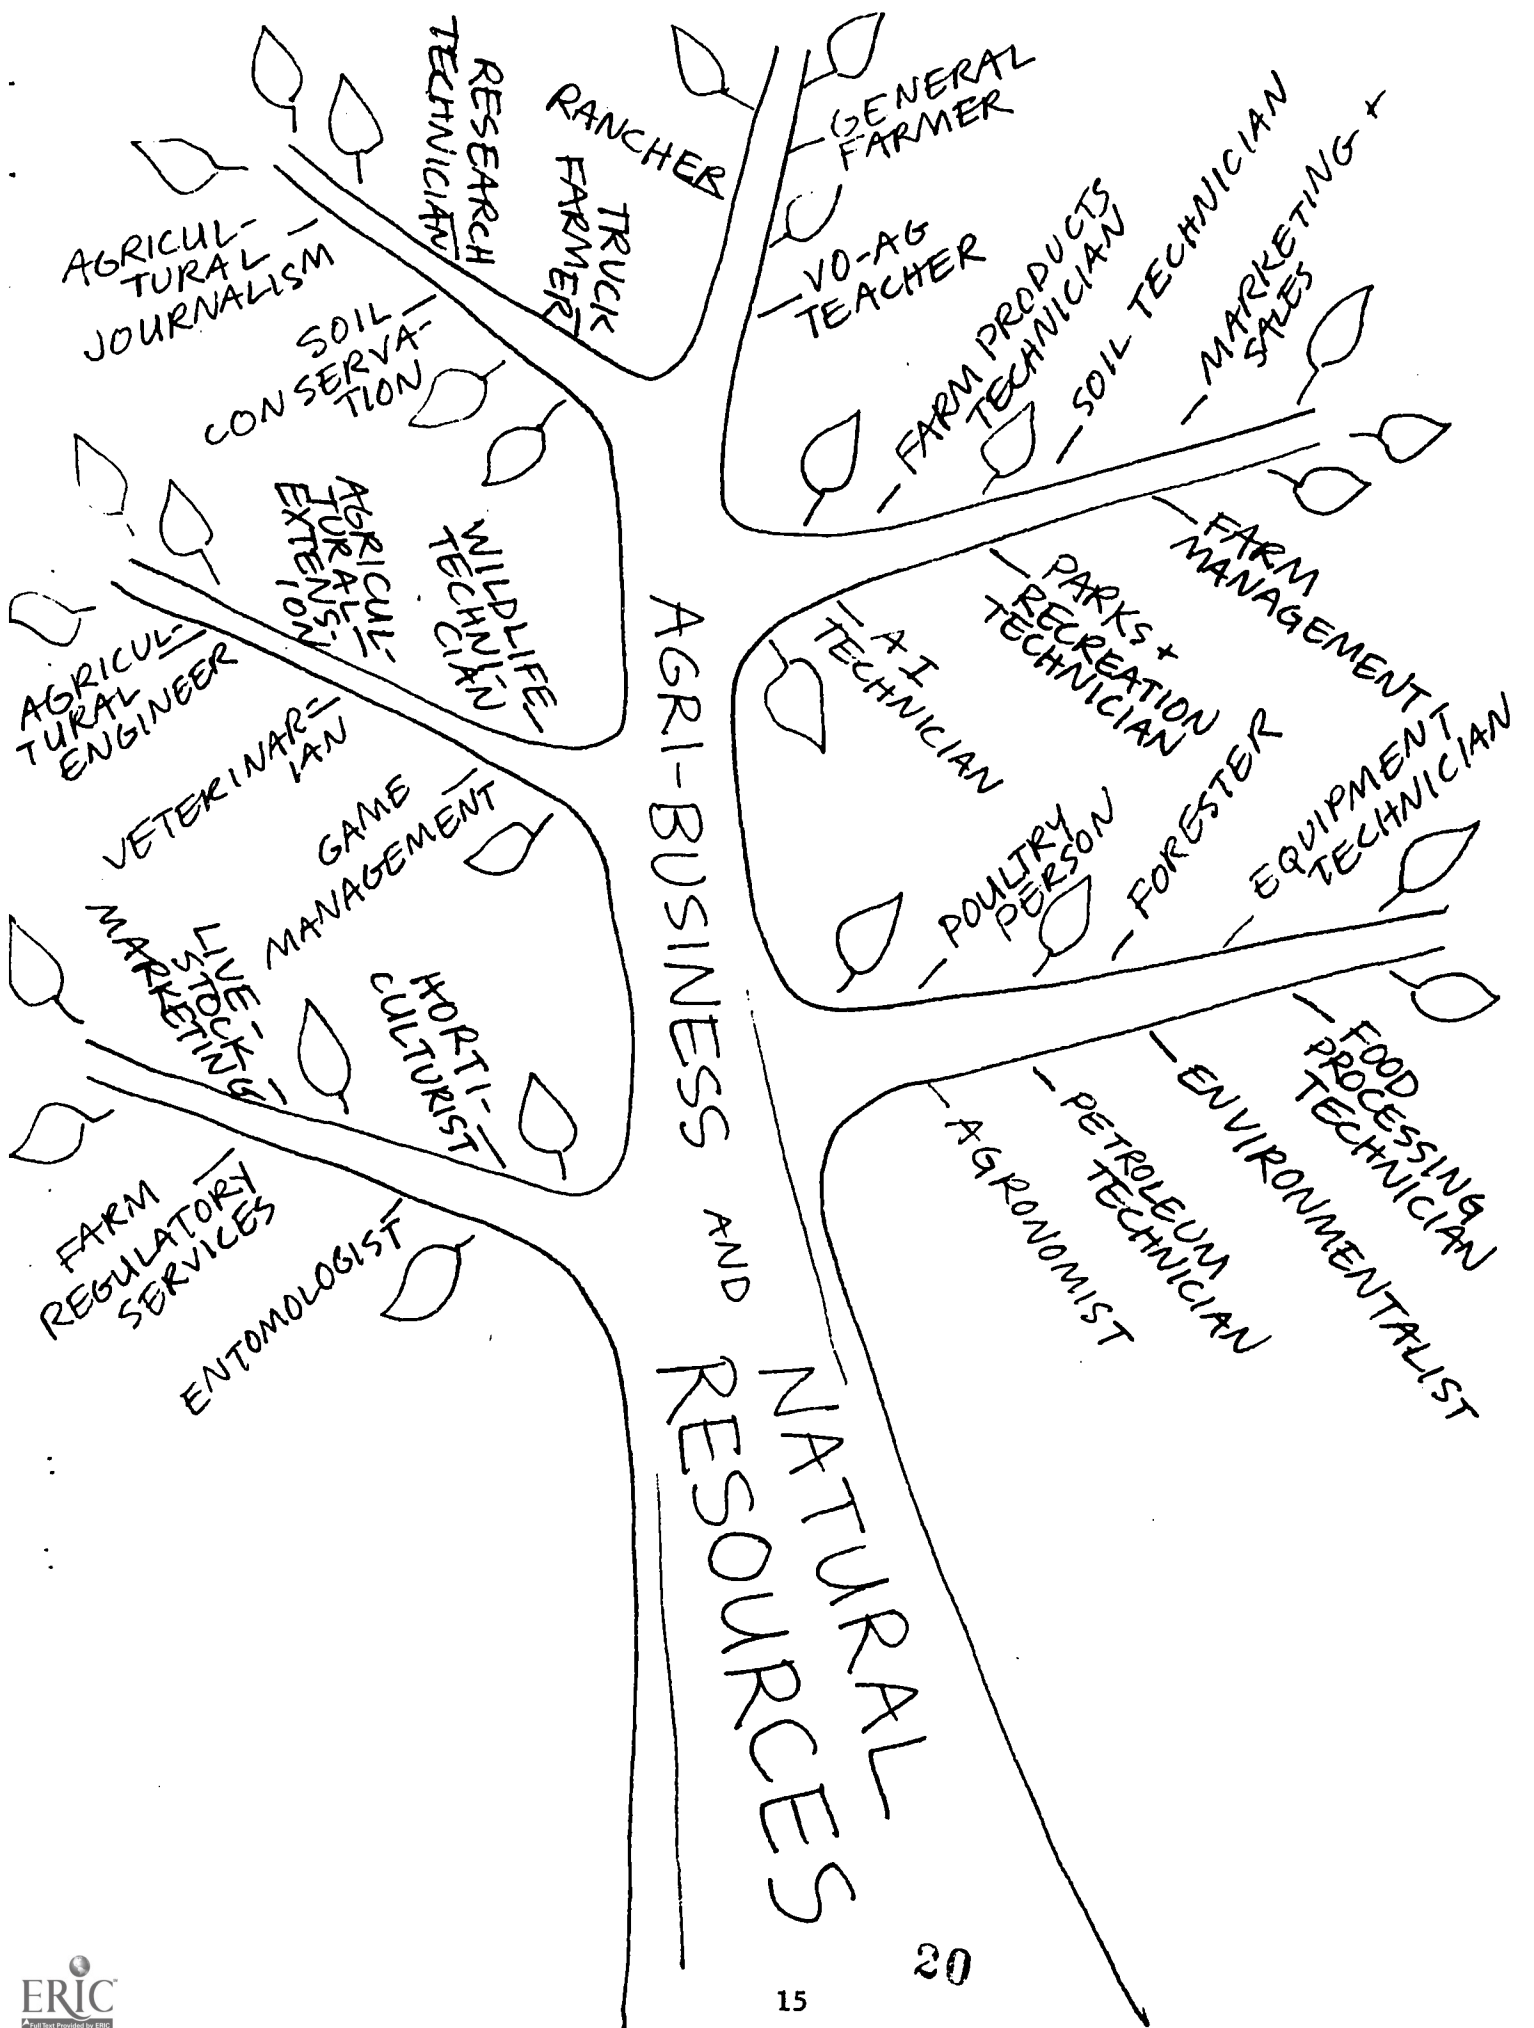 RESEARCH
TECHNICIAN
TRUCK
FARMER
RANCHER
GENERAL
FARMER
VO-AG
TEACHER
AGRICUL-
TURAL
JOURNALISM
SOIL
CONSERVA-
TION
FARM PRODUCTS
TECHNICIAN
SOIL TECHNICIAN
MARKETING +
SALES
AGRICUL-
TURAL
EXTENS-
ION
WILDLIFE
TECHNI-
CIAN
FARM
MANAGEMENT
PARKS +
RECREATION
TECHNICIAN
AI
TECHNICIAN
AGRICUL-
TURAL
ENGINEER
VETERINAR-
IAN
GAME
MANAGEMENT
POULTRY
PERSON
FORESTER
EQUIPMENT
TECHNICIAN
LIVE-
STOCK
MARKETING
HORTI-
CULTURIST
FOOD
PROCESSING
TECHNICIAN
ENVIRONMENTALIST
PETROLEUM
TECHNICIAN
AGRONOMIST
FARM
REGULATORY
SERVICES
ENTOMOLOGIST
AGRI-BUSINESS AND
NATURAL
RESOURCES
20
15
ERIC
Full Text Provided by ERIC